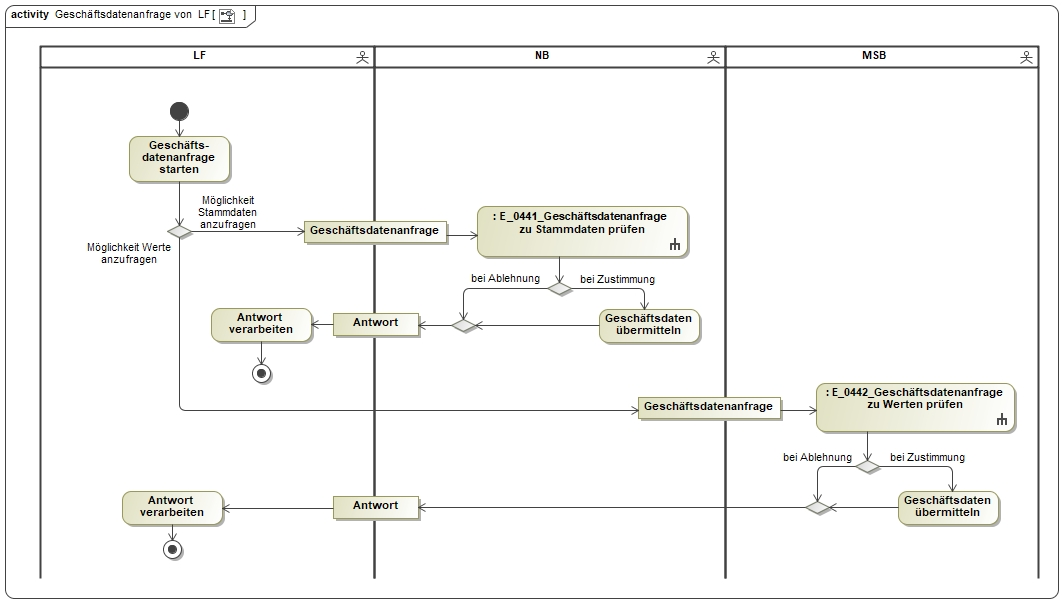 activity Geschäftsdatenanfrage von LF [ ]
LF
NB
MSB
Geschäfts-
datenanfrage
starten
Möglichkeit
Stammdaten
anzufragen
Möglichkeit Werte
anzufragen
Geschäftsdatenanfrage
: E_0441_Geschäftsdatenanfrage
zu Stammdaten prüfen
bei Ablehnung
bei Zustimmung
Geschäftsdaten
übermitteln
Antwort
Antwort
verarbeiten
Geschäftsdatenanfrage
: E_0442_Geschäftsdatenanfrage
zu Werten prüfen
bei Ablehnung
bei Zustimmung
Geschäftsdaten
übermitteln
Antwort
Antwort
verarbeiten